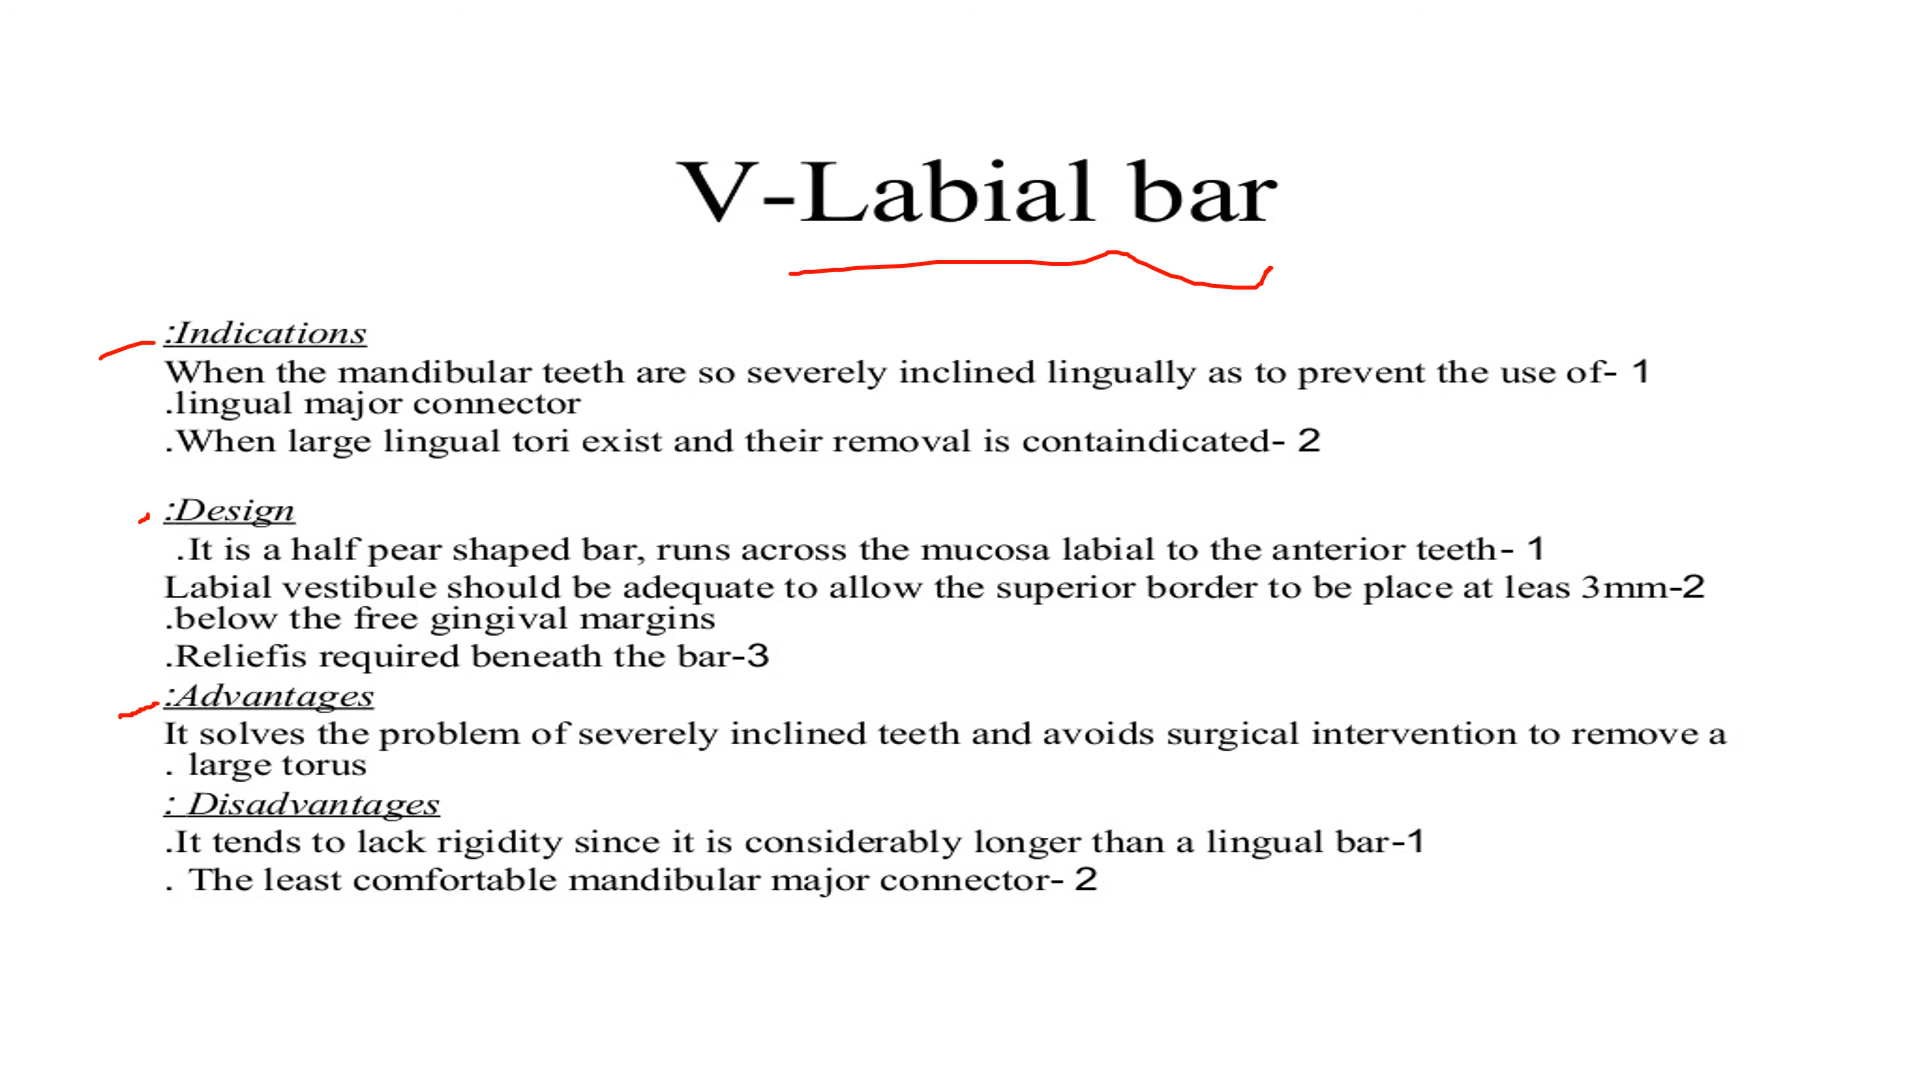 V-Labial bar
:Indications
When the mandibular teeth are so severely inclined lingually as to prevent the use of- 1
.lingual major connector
.When large lingual tori exist and their removal is containdicated- 2
:Design
.It is a half pear shaped bar, runs across the mucosa labial to the anterior teeth- 1
Labial vestibule should be adequate to allow the superior border to be place at leas 3mm-2
.below the free gingival margins
.Reliefis required beneath the bar-3
:Advantages
It solves the problem of severely inclined teeth and avoids surgical intervention to remove a
. large torus
: Disadvantages
.It tends to lack rigidity since it is considerably longer than a lingual bar-1
. The least comfortable mandibular major connector- 2